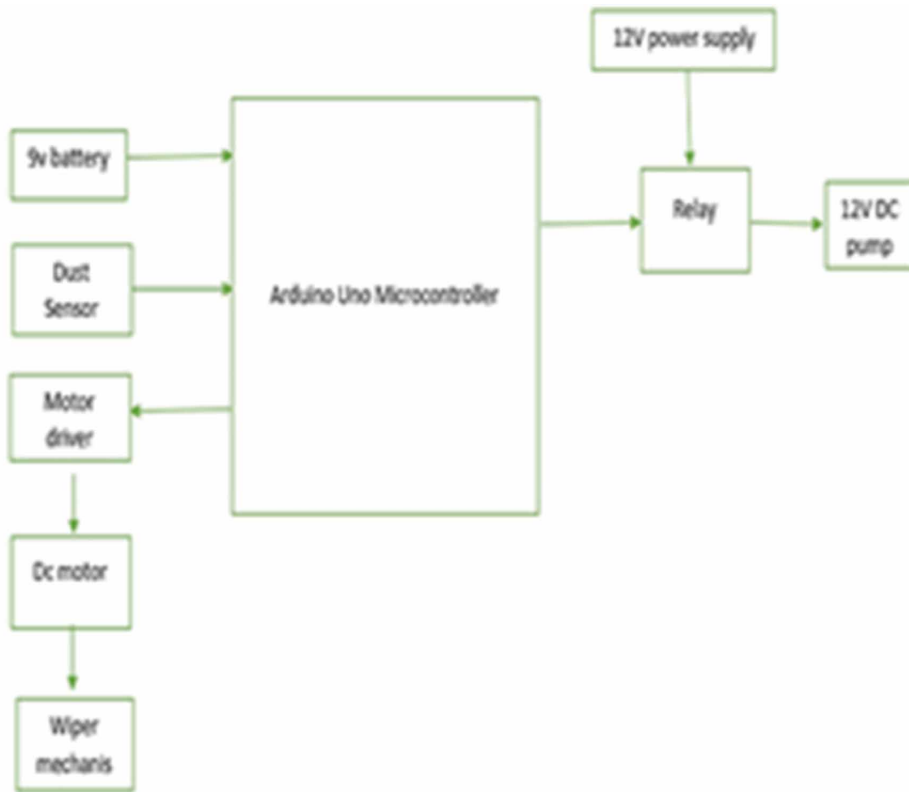 12V power supply
9v battery
Relay
12V DC
pump
Dust
Sensor
Arduino Uno Microcontroller
Motor
driver
Dc motor
Wiper
mechanis